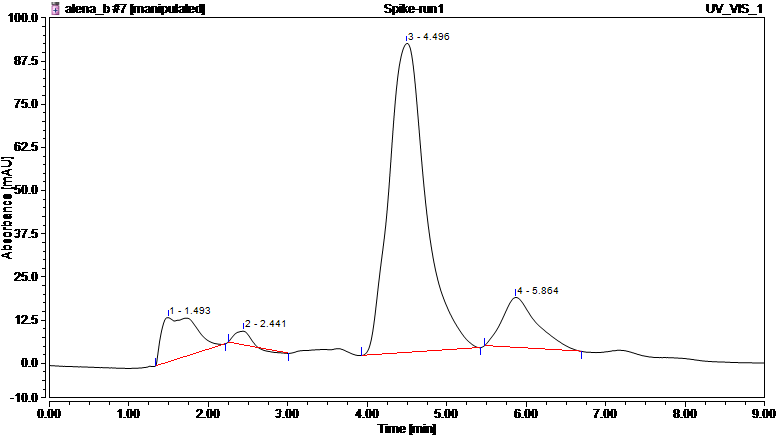 alena_b #7 [manipulated] Spike-run1 UV_VIS_1
100.0
87.5
75.0
62.5
50.0
37.5
25.0
12.5
0.0
-10.0
Absorbance [mAU]
1 - 1.493
2 - 2.441
3 - 4.496
4 - 5.864
0.00 1.00 2.00 3.00 4.00 5.00 6.00 7.00 8.00 9.00
Time [min]